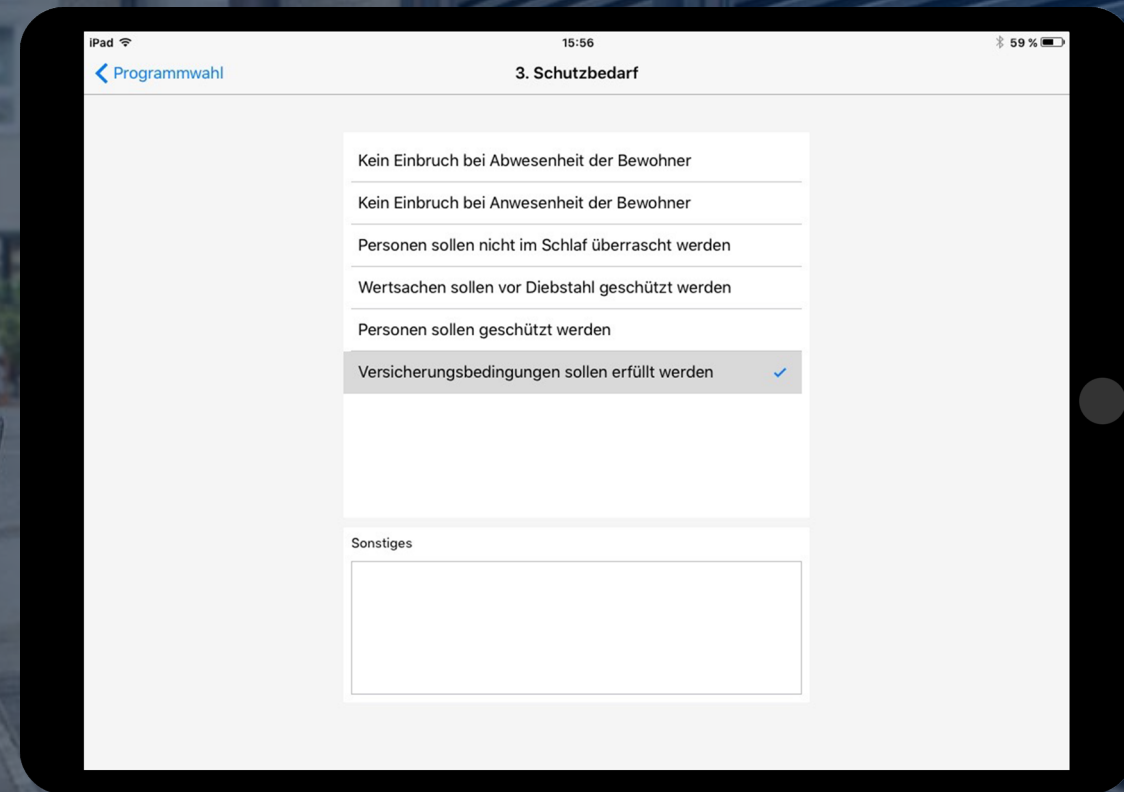 iPad 15:56 59 %
Programmwahl 3. Schutzbedarf
Kein Einbruch bei Abwesenheit der Bewohner
Kein Einbruch bei Anwesenheit der Bewohner
Personen sollen nicht im Schlaf überrascht werden
Wertsachen sollen vor Diebstahl geschützt werden
Personen sollen geschützt werden
Versicherungsbedingungen sollen erfüllt werden
Sonstiges